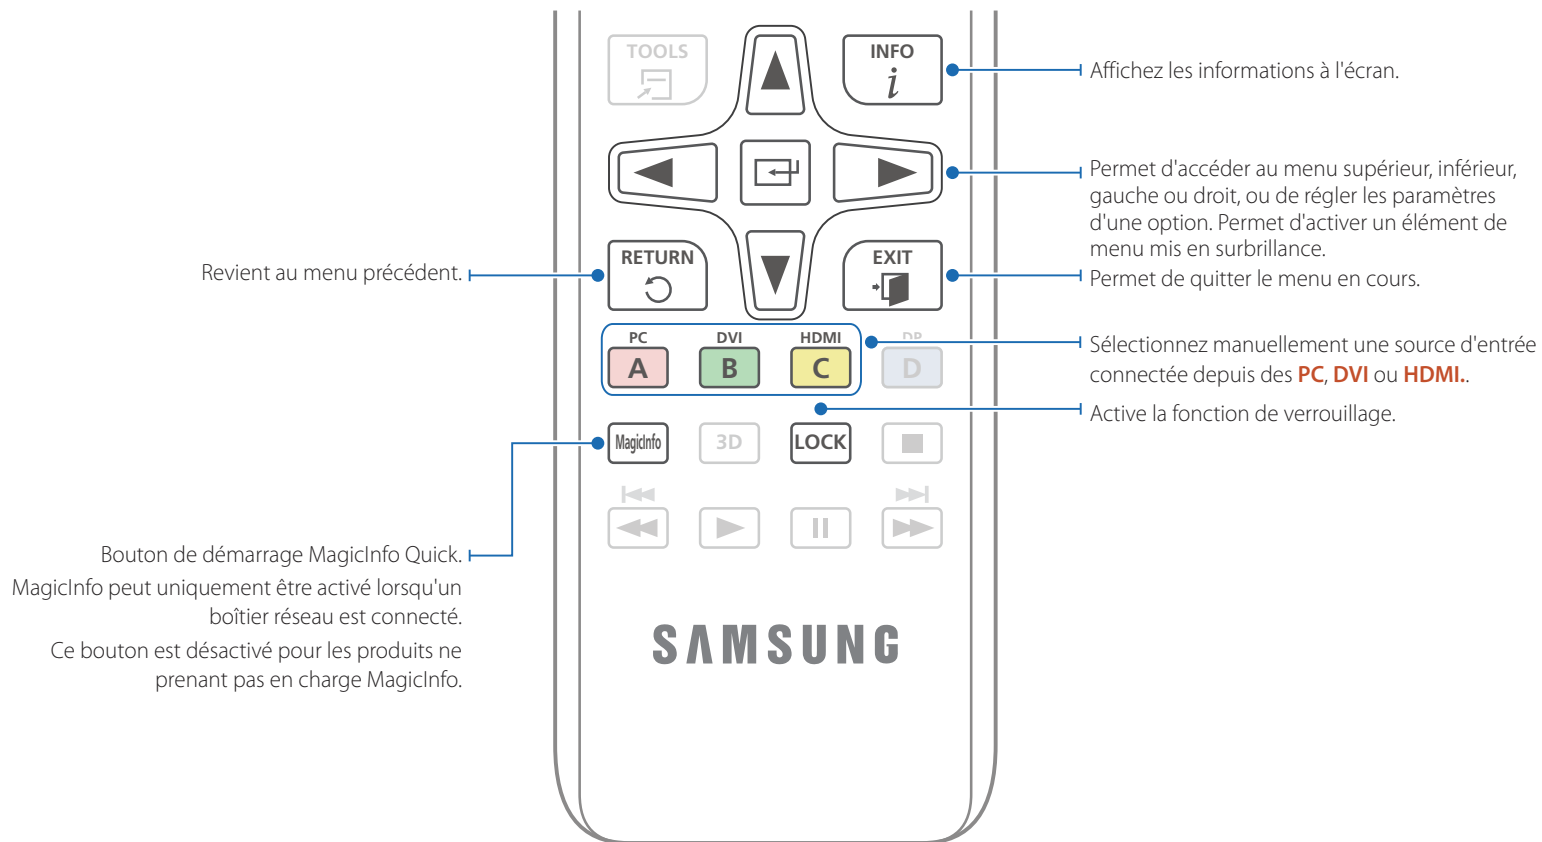 TOOLS
INFO
i
Affichez les informations à l'écran.
Permet d'accéder au menu supérieur, inférieur,
gauche ou droit, ou de régler les paramètres
d'une option. Permet d'activer un élément de
menu mis en surbrillance.
RETURN
EXIT
Revient au menu précédent.
Permet de quitter le menu en cours.
PC
DVI
HDMI
DP
A
B
C
D
Sélectionnez manuellement une source d'entrée
connectée depuis des PC, DVI ou HDMI..
Active la fonction de verrouillage.
MagicInfo
3D
LOCK
Bouton de démarrage MagicInfo Quick.
MagicInfo peut uniquement être activé lorsqu'un
boîtier réseau est connecté.
Ce bouton est désactivé pour les produits ne
prenant pas en charge MagicInfo.
SAMSUNG